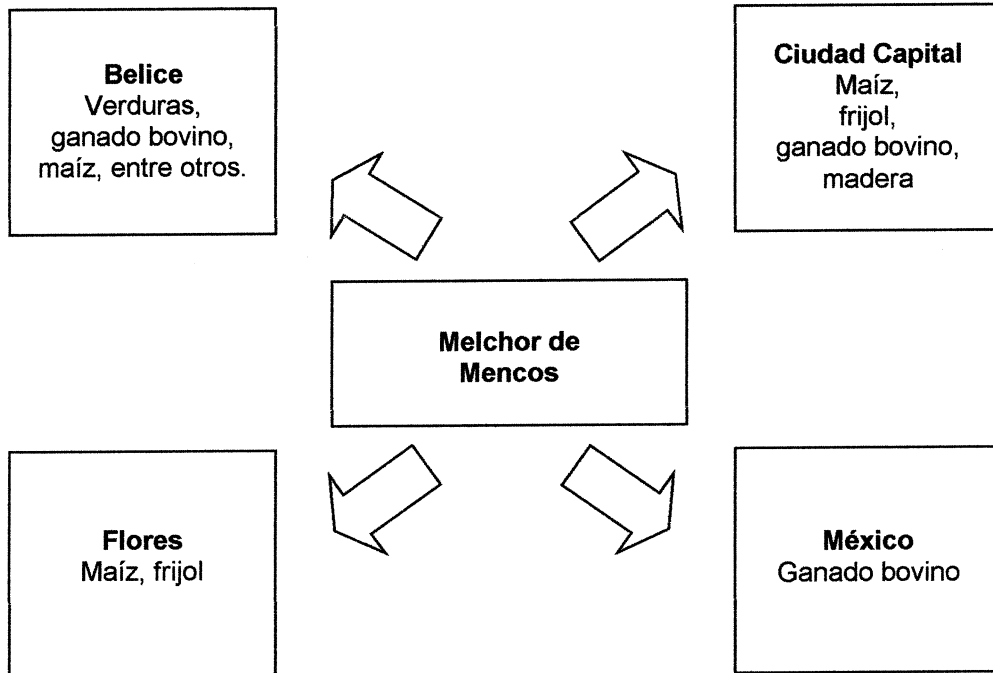 Belice
Verduras,
ganado bovino,
maíz, entre otros.
Ciudad Capital
Maíz,
frijol,
ganado bovino,
madera
Melchor de
Mencos
Flores
Maíz, frijol
México
Ganado bovino